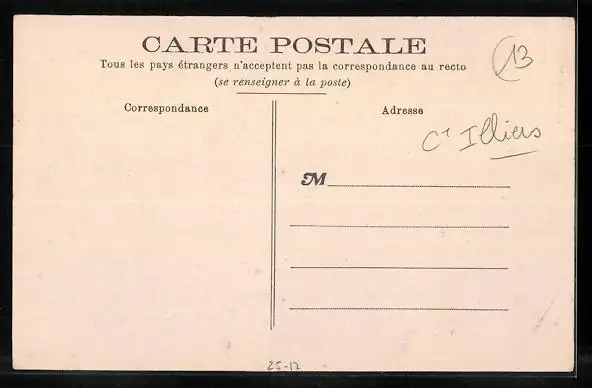 CARTE POSTALE
Tous les pays étrangers n'acceptent pas la correspondance au recto
(se renseigner à la poste)
13
Correspondance
Adresse
Ct Illiers
M
25-17